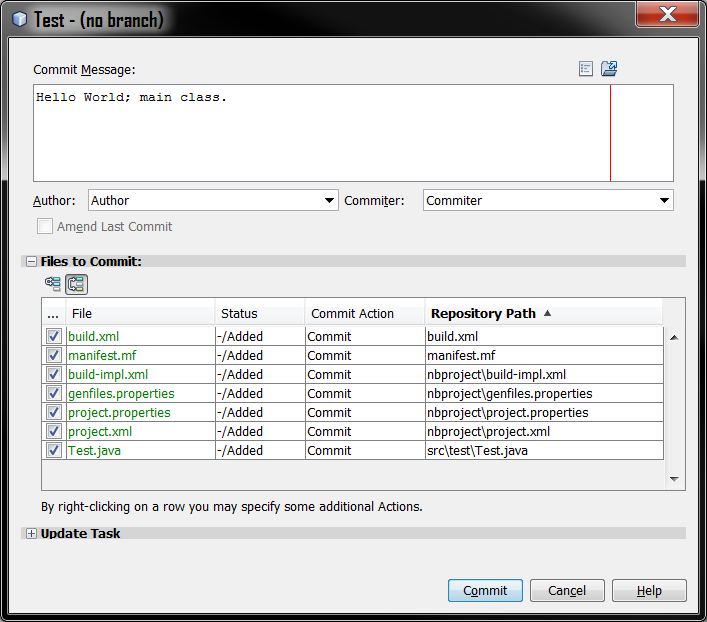 Test - (no branch)
Commit Message:
Hello World; main class.
Author: Author Commiter: Commiter
Amend Last Commit
Files to Commit:
... File Status Commit Action Repository Path
build.xml -/Added Commit build.xml
manifest.mf -/Added Commit manifest.mf
build-impl.xml -/Added Commit nbproject\build-impl.xml
genfiles.properties -/Added Commit nbproject\genfiles.properties
project.properties -/Added Commit nbproject\project.properties
project.xml -/Added Commit nbproject\project.xml
Test.java -/Added Commit src\test\Test.java
By right-clicking on a row you may specify some additional Actions.
Update Task
Commit Cancel Help